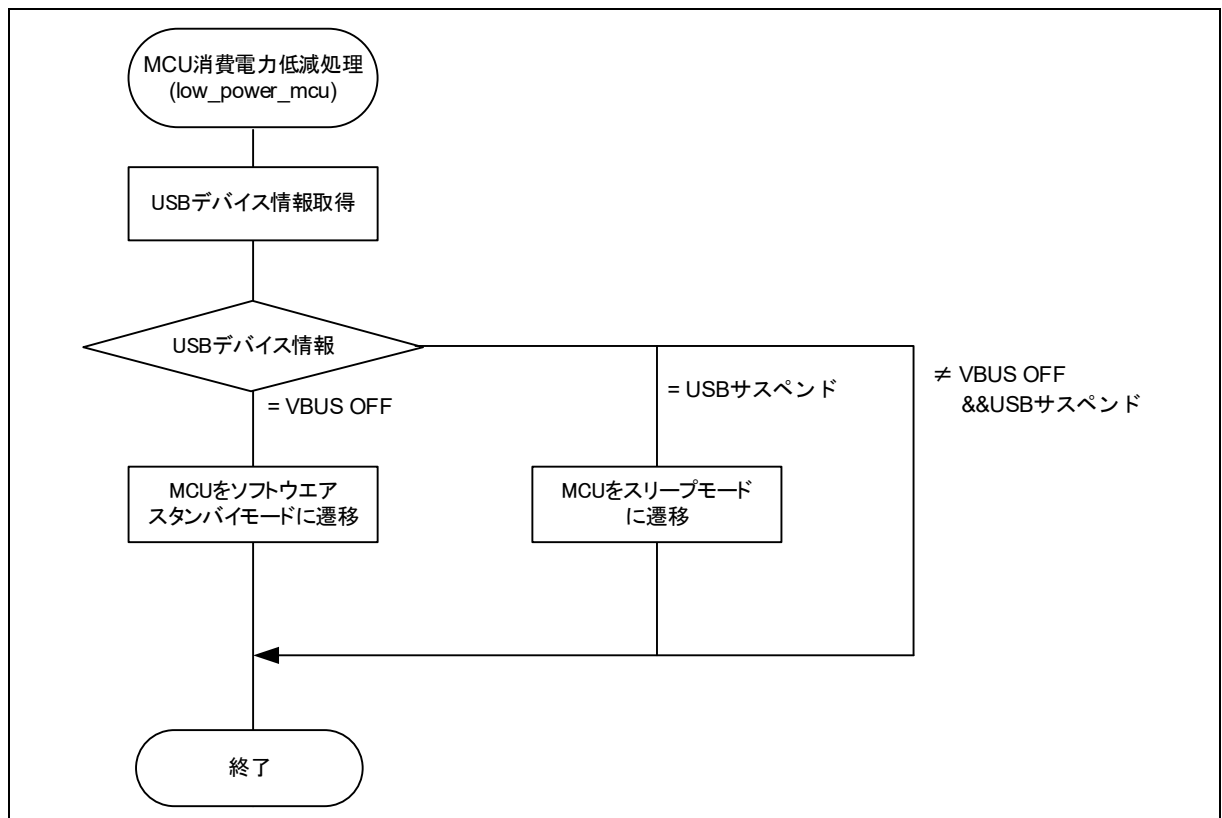 MCU消費電力低減処理
(low_power_mcu)
USBデバイス情報取得
USBデバイス情報
= VBUS OFF
= USBサスペンド
≠ VBUS OFF
&&USBサスペンド
MCUをソフトウエア
スタンバイモードに遷移
MCUをスリープモード
に遷移
終了